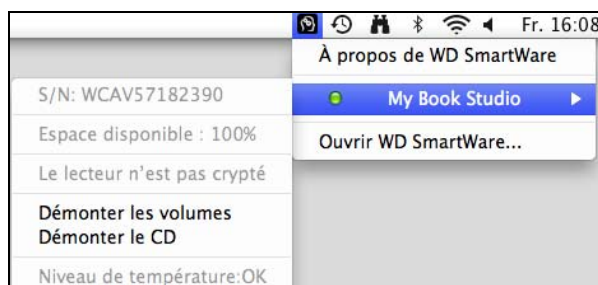 Fr. 16:08
À propos de WD SmartWare
My Book Studio
Ouvrir WD SmartWare...
S/N: WCAV57182390
Espace disponible : 100%
Le lecteur n'est pas crypté
Démonter les volumes
Démonter le CD
Niveau de température:OK